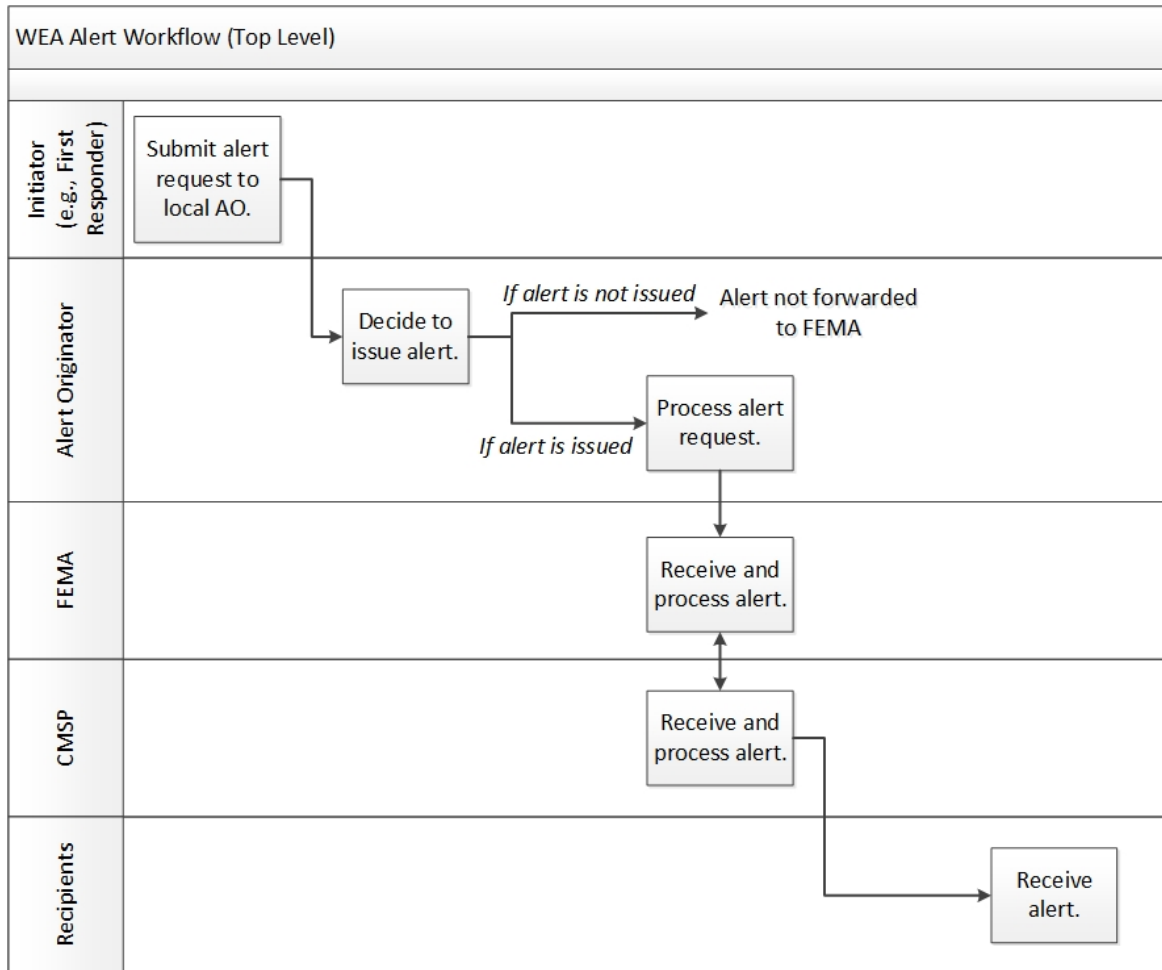 WEA Alert Workflow (Top Level)
Initiator
(e.g., First
Responder)
Submit alert
request to
local AO.
Alert Originator
Decide to
issue alert.
If alert is not issued
Alert not forwarded
to FEMA
If alert is issued
Process alert
request.
FEMA
Receive and
process alert.
CMSP
Receive and
process alert.
Recipients
Receive
alert.